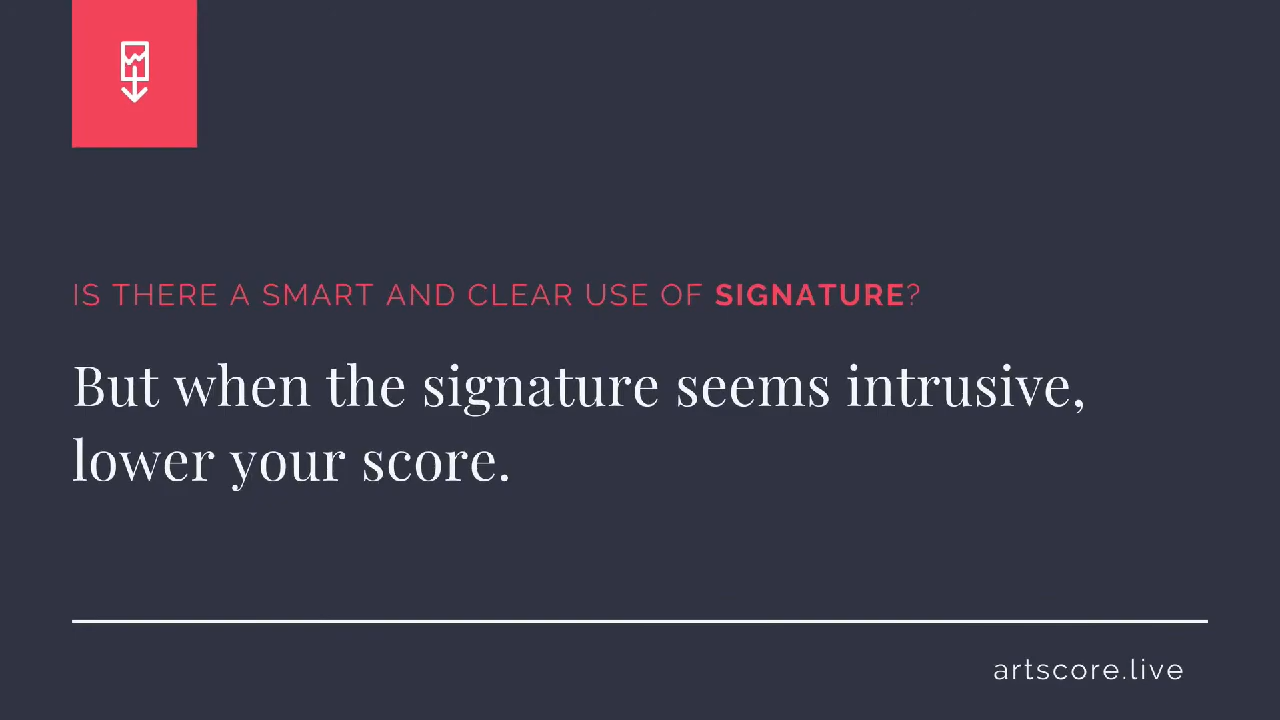 IS THERE A SMART AND CLEAR USE OF SIGNATURE?
But when the signature seems intrusive,
lower your score.
artscore.live